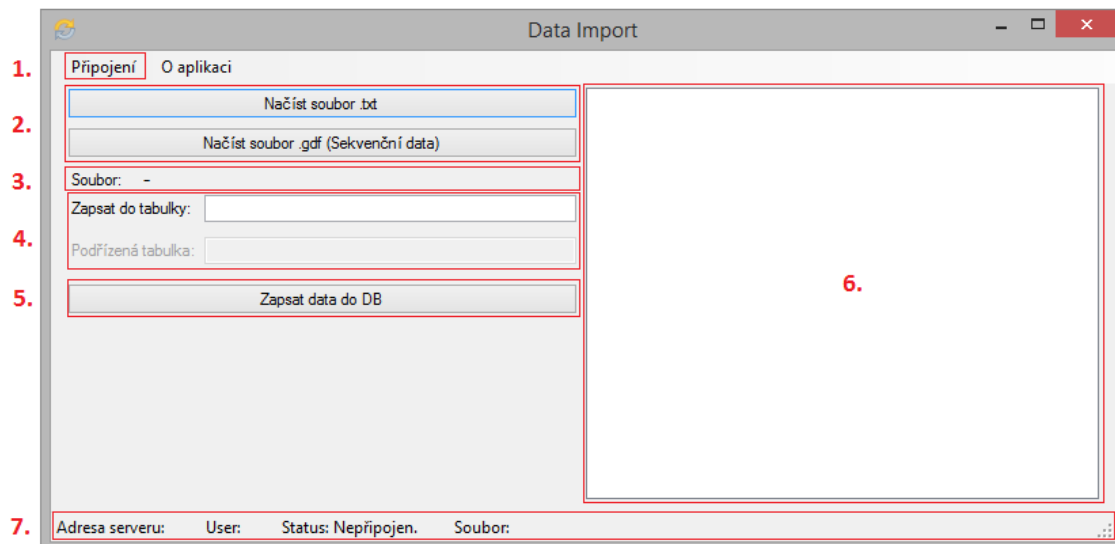 Data Import
1. Připojení O aplikaci
2. Načíst soubor .txt
Načíst soubor .gdf (Sekvenční data)
3. Soubor: -
Zapsat do tabulky:
4.
Podřízená tabulka:
5. Zapsat data do DB
6.
7. Adresa serveru: User: Status: Nepřipojen. Soubor: